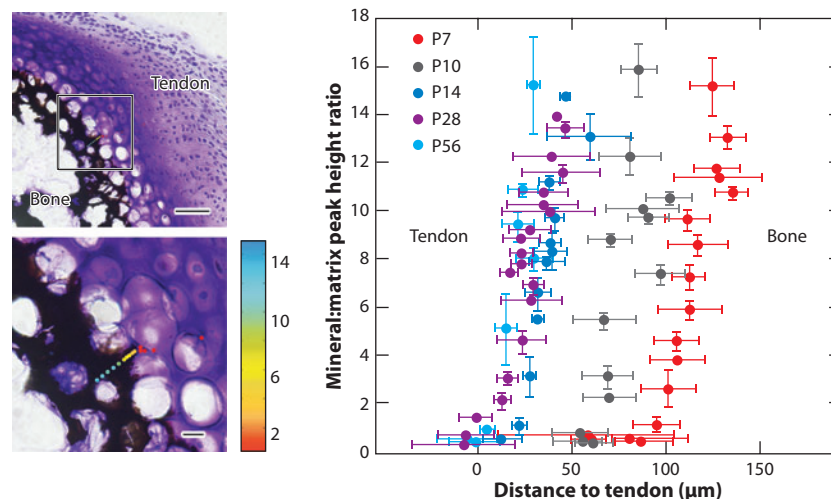 Tendon
Bone
14
10
6
2
Mineral:matrix peak height ratio
18
16
14
12
10
8
6
4
2
0
P7
P10
P14
P28
P56
Tendon
Bone
0
50
100
150
Distance to tendon (μm)